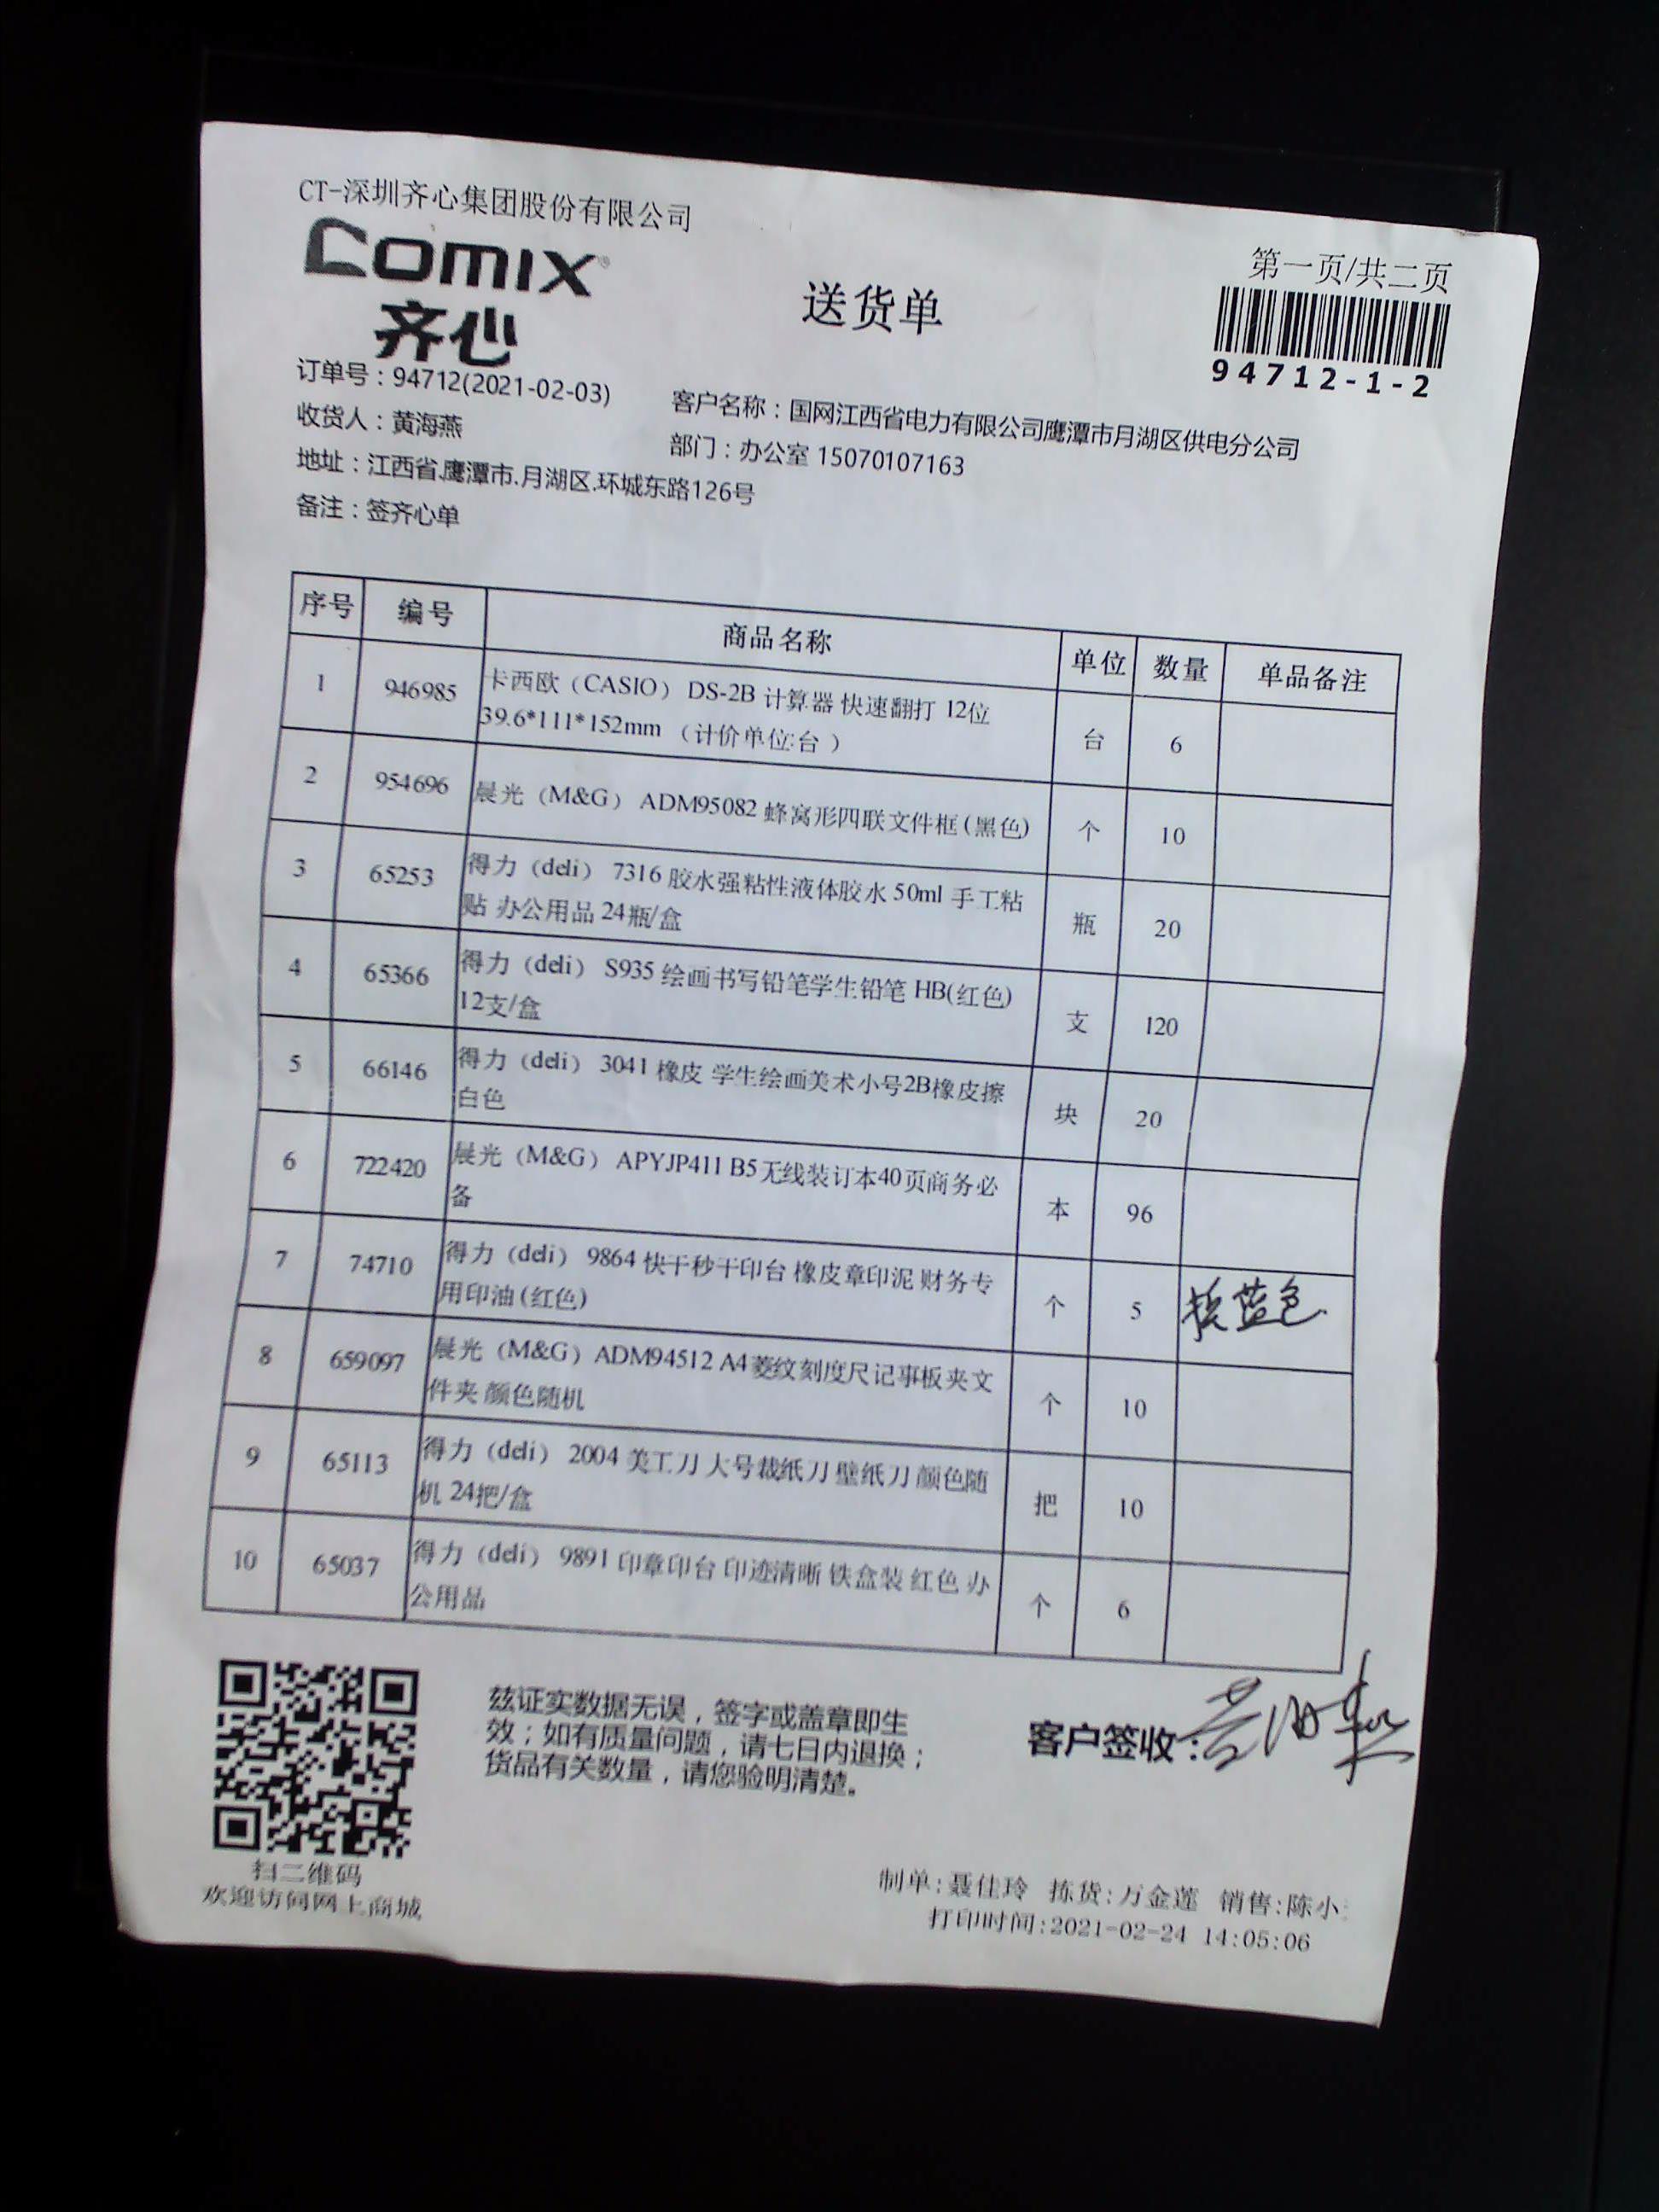 CT-深圳齐心集团股份有限公司
comix
齐心
送货单
第一页/共二页
94712-1-2
订单号：94712(2021-02-03)
收货人：黄海燕
客户名称：国网江西省电力有限公司鹰潭市月湖区供电分公司
部门：办公室 15070107163
地址：江西省.鹰潭市.月湖区.环城东路126号
备注：签齐心单
序号 编号 商品名称 单位 数量 单品备注
1 946985 卡西欧（CASIO） DS-2B 计算器 快速翻打 12位
39.6*111*152mm （计价单位:台 ） 台 6
2 954696 晨光（M&G） ADM95082 蜂窝形四联文件框(黑色) 个 10
3 65253 得力（deli） 7316 胶水强粘性液体胶水 50ml 手工粘
贴 办公用品 24瓶/盒 瓶 20
4 65366 得力（deli） S935 绘画书写铅笔学生铅笔 HB(红色)
12支/盒 支 120
5 66146 得力（deli） 3041 橡皮 学生绘画美术小号2B橡皮擦
白色 块 20
6 722420 晨光（M&G） APYJP411 B5无线装订本40页商务必
备 本 96
7 74710 得力（deli） 9864 快干秒干印台 橡皮章印泥 财务专
用印油(红色) 个 5 蓝色
8 659097 晨光（M&G）ADM94512 A4菱纹刻度尺记事板夹文
件夹 颜色随机 个 10
9 65113 得力（deli） 2004 美工刀 大号裁纸刀 壁纸刀 颜色随
机 24把/盒 把 10
10 65037 得力（deli） 9891 印章印台 印迹清晰 铁盒装 红色 办
公用品 个 6
兹证实数据无误，签字或盖章即生
效；如有质量问题，请七日内退换；
货品有关数量，请您验明清楚。
客户签收：
扫二维码
欢迎访问网上商城
制单:聂佳玲 拣货:万金莲 销售:陈小
打印时间:2021-02-24 14:05:06